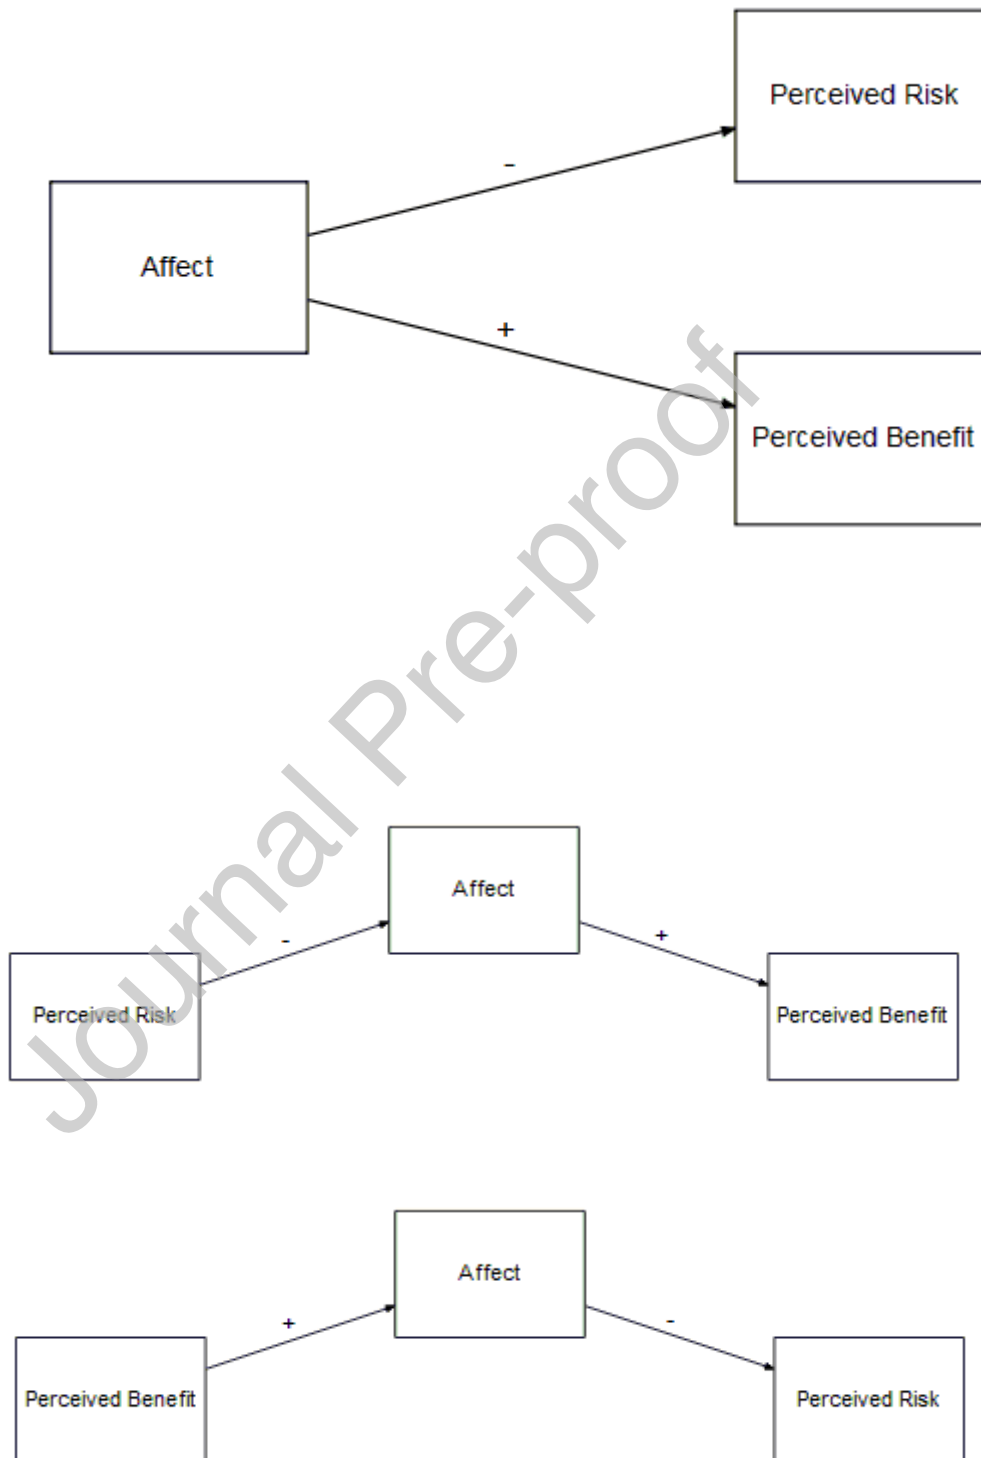 Perceived Risk
-
Affect
+
Perceived Benefit
Journal Pre-proof
Affect
-
+
Perceived Risk
Perceived Benefit
Affect
+
-
Perceived Benefit
Perceived Risk